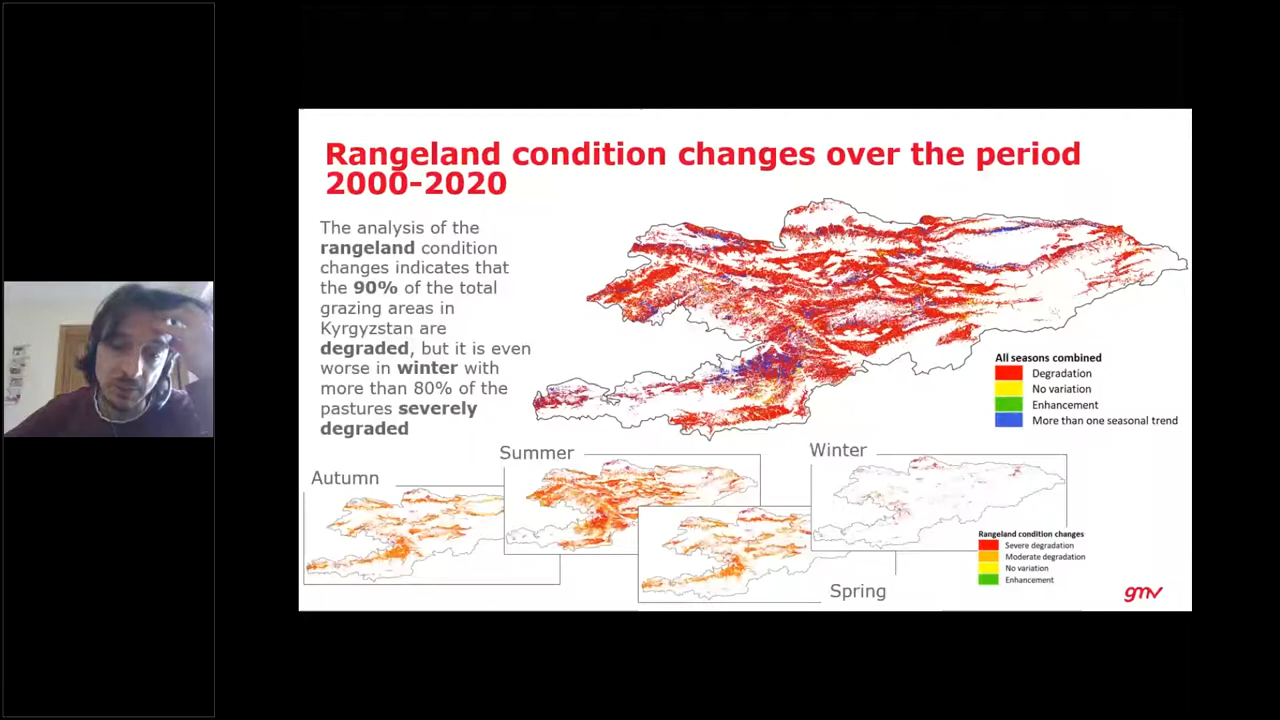 Rangeland condition changes over the period
2000-2020
The analysis of the
rangeland condition
changes indicates that
the 90% of the total
grazing areas in
Kyrgyzstan are
degraded, but it is even
worse in winter with
more than 80% of the
pastures severely
degraded
All seasons combined
Degradation
No variation
Enhancement
More than one seasonal trend
Autumn
Summer
Winter
Spring
Rangeland condition changes
Severe degradation
Moderate degradation
No variation
Enhancement
gmv